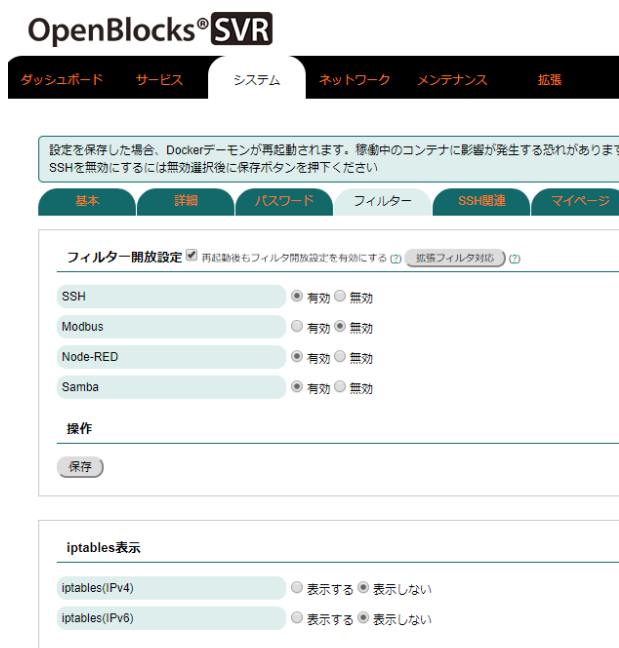 OpenBlocks®SVR
ダッシュボード サービス システム ネットワーク メンテナンス 拡張
設定を保存した場合、Dockerデーモンが再起動されます。稼働中のコンテナに影響が発生する恐れがあります
SSHを無効にするには無効選択後に保存ボタンを押下ください
基本 詳細 パスワード フィルター SSH関連 マイページ
フィルター開放設定 再起動後もフィルタ開放設定を有効にする (?) 拡張フィルタ対応 (?)
SSH 有効 無効
Modbus 有効 無効
Node-RED 有効 無効
Samba 有効 無効
操作
保存
iptables表示
iptables(IPv4) 表示する 表示しない
iptables(IPv6) 表示する 表示しない